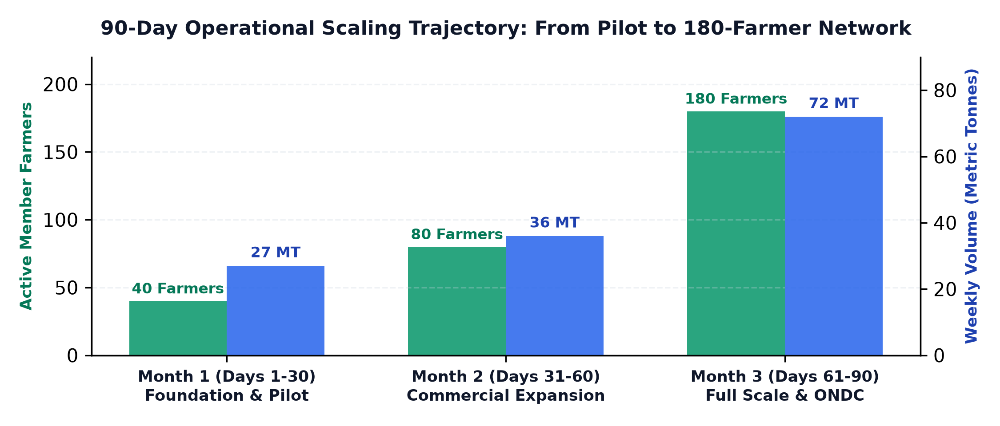 90-Day Operational Scaling Trajectory: From Pilot to 180-Farmer Network
Active Member Farmers
200
150
100
50
0
40 Farmers
27 MT
80 Farmers
36 MT
180 Farmers
72 MT
80
60
40
20
0
Weekly Volume (Metric Tonnes)
Month 1 (Days 1-30)
Foundation & Pilot
Month 2 (Days 31-60)
Commercial Expansion
Month 3 (Days 61-90)
Full Scale & ONDC